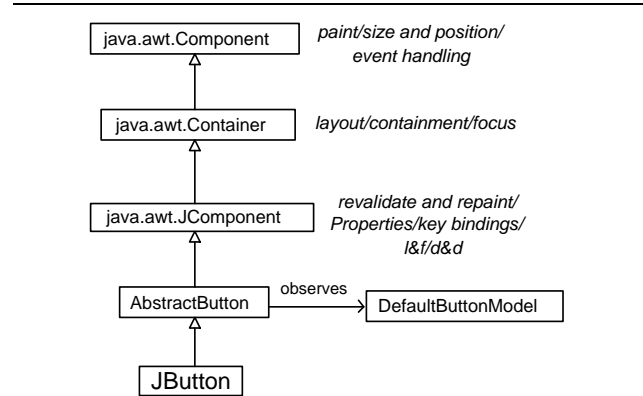 java.awt.Component
paint/size and position/
event handling
java.awt.Container
layout/containment/focus
java.awt.JComponent
revalidate and repaint/
Properties/key bindings/
l&f/d&d
AbstractButton
observes
DefaultButtonModel
JButton